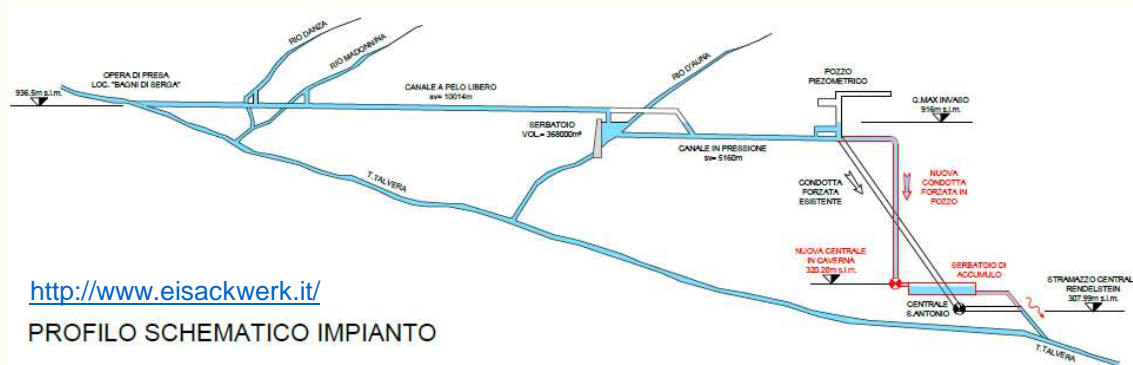 RIO DANZA
RIO MADONNINA
RIO D'AUNA
OPERA DI PRESA
LOC. "BAGNI DI SERGA"
936.5m s.l.m.
CANALE A PELO LIBERO
sv= 10014m
POZZO
PIEZOMETRICO
Q.MAX INVASO
916m s.l.m.
SERBATOIO
VOL.= 368000m³
CANALE IN PRESSIONE
sv= 5160m
T.TALVERA
CONDOTTA
FORZATA
ESISTENTE
NUOVA
CONDOTTA
FORZATA IN
POZZO
NUOVA CENTRALE
IN CAVERNA
320.20m s.l.m.
SERBATOIO DI
ACCUMULO
STRAMAZZO CENTRAL
RENDELSTEIN
307.99m s.l.m.
CENTRALE
S.ANTONIO
T.TALVERA
http://www.eisackwerk.it/
PROFILO SCHEMATICO IMPIANTO